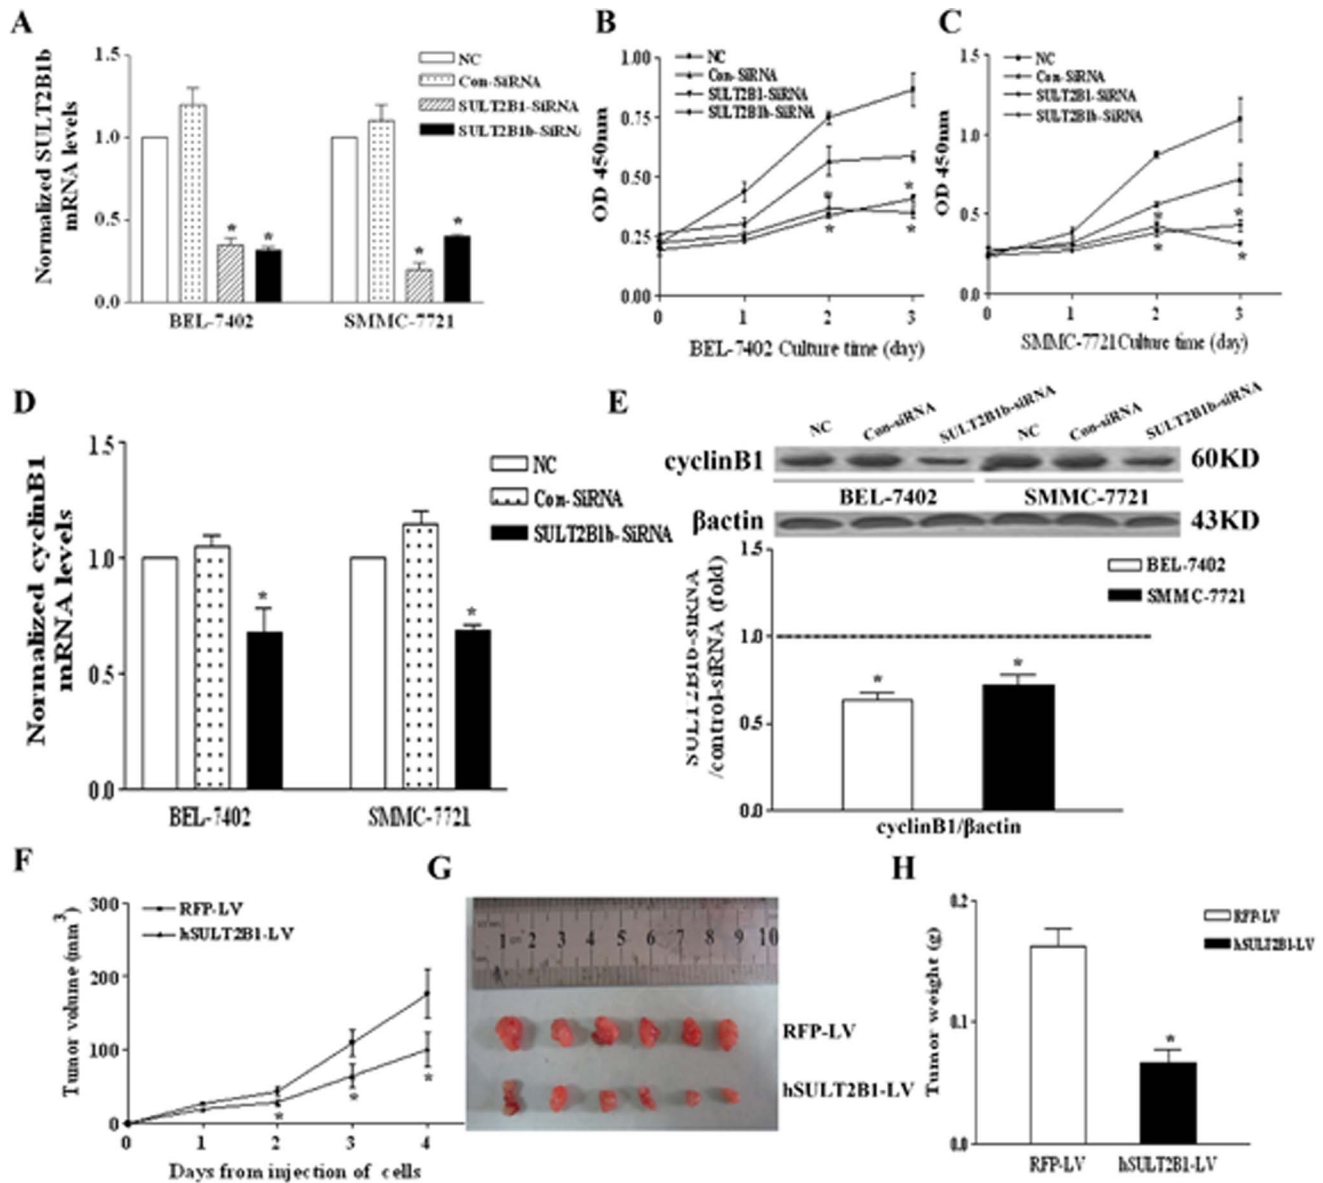 A
Normalized SULT2B1b
mRNA levels
1.5
1.0
0.5
0.0
NC
Con-SiRNA
SULT2B1-SiRNA
SULT2B1b-SiRNA
BEL-7402
SMMC-7721
B
OD 450nm
1.00
0.75
0.50
0.25
0.00
NC
Con-SiRNA
SULT2B1-SiRNA
SULT2B1b-SiRNA
* * * *
0 1 2 3
BEL-7402 Culture time (day)
C
OD 450nm
1.5
1.0
0.5
0.0
NC
Con-SiRNA
SULT2B1-SiRNA
SULT2B1b-SiRNA
* * * *
0 1 2 3
SMMC-7721Culture time (day)
D
Normalized cyclinB1
mRNA levels
1.5
1.0
0.5
0.0
NC
Con-SiRNA
SULT2B1b-SiRNA
* *
BEL-7402
SMMC-7721
E
NC
Con-siRNA
SULT2B1b-siRNA
NC
Con-siRNA
SULT2B1b-siRNA
cyclinB1
60KD
BEL-7402
SMMC-7721
βactin
43KD
SULT2B1b-siRNA
/control-siRNA (fold)
1.5
1.0
0.5
0.0
BEL-7402
SMMC-7721
* *
cyclinB1/βactin
F
Tumor volume (mm3)
300
200
100
0
RFP-LV
hSULT2B1-LV
* * *
0 1 2 3 4
Days from injection of cells
G
1 2 3 4 5 6 7 8 9 10
RFP-LV
hSULT2B1-LV
H
Tumor weight (g)
0.2
0.1
0.0
RFP-LV
hSULT2B1-LV
*
RFP-LV
hSULT2B1-LV